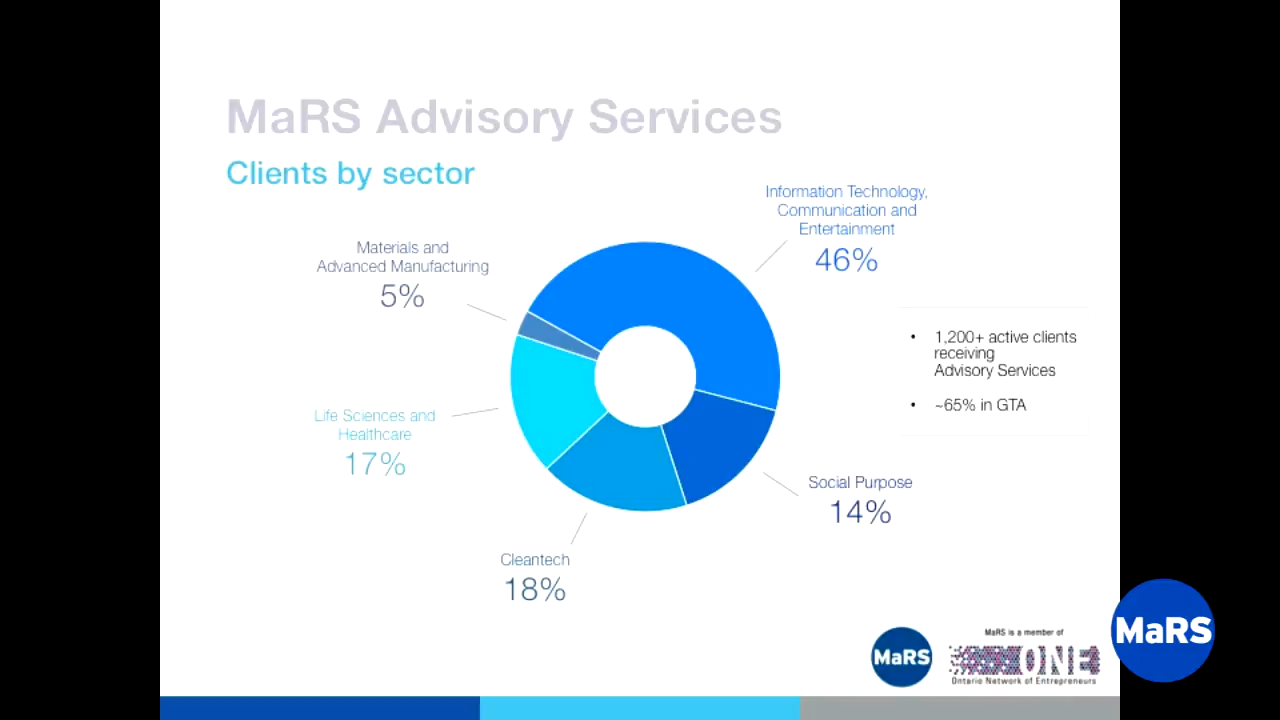 MaRS Advisory Services
Clients by sector
Information Technology,
Communication and
Entertainment
46%
Materials and
Advanced Manufacturing
5%
• 1,200+ active clients
receiving
Advisory Services
• ~65% in GTA
Life Sciences and
Healthcare
17%
Social Purpose
14%
Cleantech
18%
MaRS
MaRS is a member of
ONE
Ontario Network of Entrepreneurs
MaRS